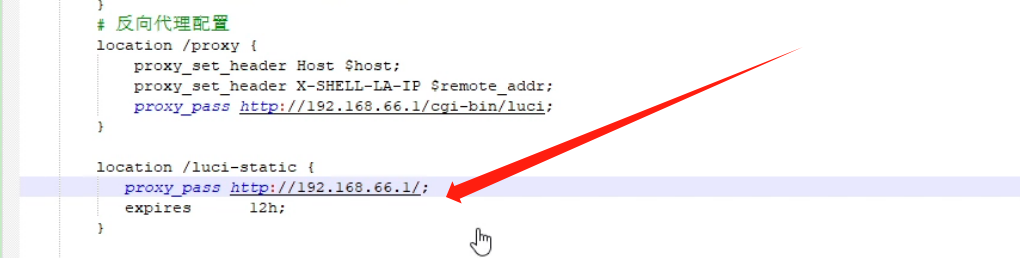 }
# 反向代理配置
location /proxy {
proxy_set_header Host $host;
proxy_set_header X-SHELL-LA-IP $remote_addr;
proxy_pass http://192.168.66.1/cgi-bin/luci;
}
location /luci-static {
proxy_pass http://192.168.66.1/;
expires 12h;
}